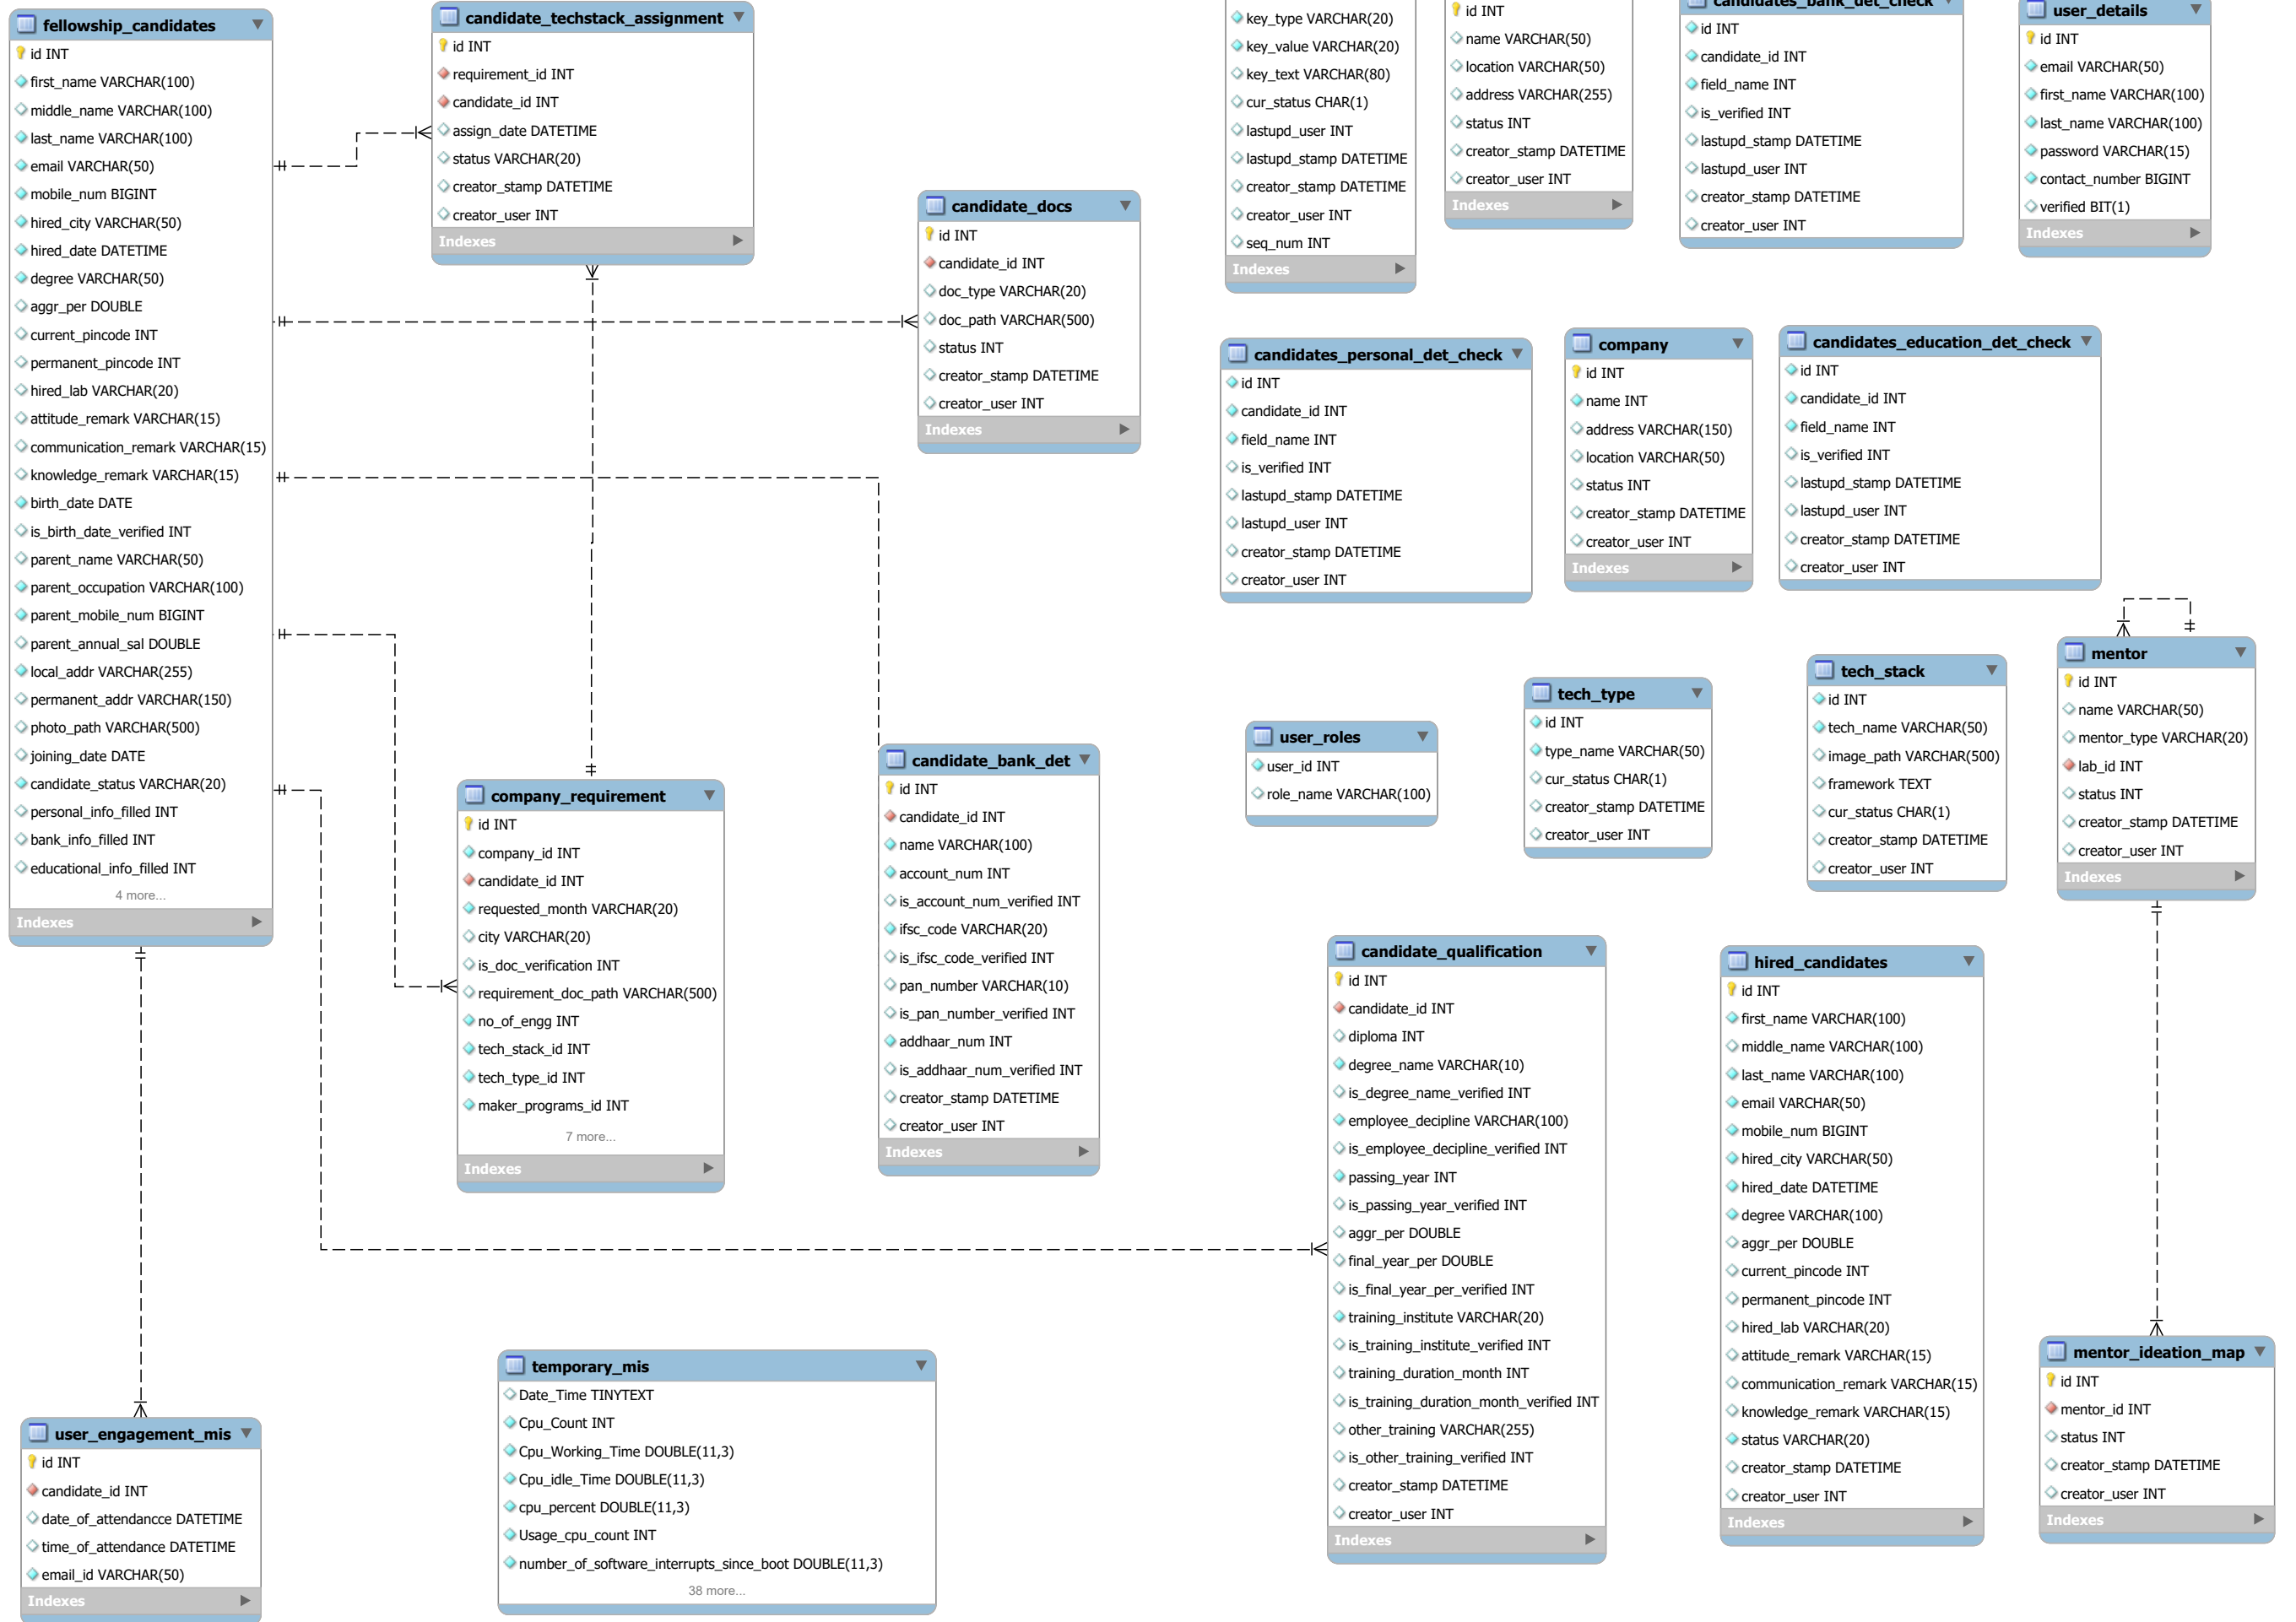 fellowship_candidates
id INT
first_name VARCHAR(100)
middle_name VARCHAR(100)
last_name VARCHAR(100)
email VARCHAR(50)
mobile_num BIGINT
hired_city VARCHAR(50)
hired_date DATETIME
degree VARCHAR(50)
aggr_per DOUBLE
current_pincode INT
permanent_pincode INT
hired_lab VARCHAR(20)
attitude_remark VARCHAR(15)
communication_remark VARCHAR(15)
knowledge_remark VARCHAR(15)
birth_date DATE
is_birth_date_verified INT
parent_name VARCHAR(50)
parent_occupation VARCHAR(100)
parent_mobile_num BIGINT
parent_annual_sal DOUBLE
local_addr VARCHAR(255)
permanent_addr VARCHAR(150)
photo_path VARCHAR(500)
joining_date DATE
candidate_status VARCHAR(20)
personal_info_filled INT
bank_info_filled INT
educational_info_filled INT
4 more...
Indexes
candidate_techstack_assignment
id INT
requirement_id INT
candidate_id INT
assign_date DATETIME
status VARCHAR(20)
creator_stamp DATETIME
creator_user INT
Indexes
candidate_docs
id INT
candidate_id INT
doc_type VARCHAR(20)
doc_path VARCHAR(500)
status INT
creator_stamp DATETIME
creator_user INT
Indexes
key_type VARCHAR(20)
key_value VARCHAR(20)
key_text VARCHAR(80)
cur_status CHAR(1)
lastupd_user INT
lastupd_stamp DATETIME
creator_stamp DATETIME
creator_user INT
seq_num INT
Indexes
id INT
name VARCHAR(50)
location VARCHAR(50)
address VARCHAR(255)
status INT
creator_stamp DATETIME
creator_user INT
Indexes
candidates_bank_det_check
id INT
candidate_id INT
field_name INT
is_verified INT
lastupd_stamp DATETIME
lastupd_user INT
creator_stamp DATETIME
creator_user INT
user_details
id INT
email VARCHAR(50)
first_name VARCHAR(100)
last_name VARCHAR(100)
password VARCHAR(15)
contact_number BIGINT
verified BIT(1)
Indexes
candidates_personal_det_check
id INT
candidate_id INT
field_name INT
is_verified INT
lastupd_stamp DATETIME
lastupd_user INT
creator_stamp DATETIME
creator_user INT
company
id INT
name INT
address VARCHAR(150)
location VARCHAR(50)
status INT
creator_stamp DATETIME
creator_user INT
Indexes
candidates_education_det_check
id INT
candidate_id INT
field_name INT
is_verified INT
lastupd_stamp DATETIME
lastupd_user INT
creator_stamp DATETIME
creator_user INT
company_requirement
id INT
company_id INT
candidate_id INT
requested_month VARCHAR(20)
city VARCHAR(20)
is_doc_verification INT
requirement_doc_path VARCHAR(500)
no_of_engg INT
tech_stack_id INT
tech_type_id INT
maker_programs_id INT
7 more...
Indexes
candidate_bank_det
id INT
candidate_id INT
name VARCHAR(100)
account_num INT
is_account_num_verified INT
ifsc_code VARCHAR(20)
is_ifsc_code_verified INT
pan_number VARCHAR(10)
is_pan_number_verified INT
addhaar_num INT
is_addhaar_num_verified INT
creator_stamp DATETIME
creator_user INT
Indexes
user_roles
user_id INT
role_name VARCHAR(100)
tech_type
id INT
type_name VARCHAR(50)
cur_status CHAR(1)
creator_stamp DATETIME
creator_user INT
tech_stack
id INT
tech_name VARCHAR(50)
image_path VARCHAR(500)
framework TEXT
cur_status CHAR(1)
creator_stamp DATETIME
creator_user INT
mentor
id INT
name VARCHAR(50)
mentor_type VARCHAR(20)
lab_id INT
status INT
creator_stamp DATETIME
creator_user INT
Indexes
candidate_qualification
id INT
candidate_id INT
diploma INT
degree_name VARCHAR(10)
is_degree_name_verified INT
employee_decipline VARCHAR(100)
is_employee_decipline_verified INT
passing_year INT
is_passing_year_verified INT
aggr_per DOUBLE
final_year_per DOUBLE
is_final_year_per_verified INT
training_institute VARCHAR(20)
is_training_institute_verified INT
training_duration_month INT
is_training_duration_month_verified INT
other_training VARCHAR(255)
is_other_training_verified INT
creator_stamp DATETIME
creator_user INT
Indexes
hired_candidates
id INT
first_name VARCHAR(100)
middle_name VARCHAR(100)
last_name VARCHAR(100)
email VARCHAR(50)
mobile_num BIGINT
hired_city VARCHAR(50)
hired_date DATETIME
degree VARCHAR(100)
aggr_per DOUBLE
current_pincode INT
permanent_pincode INT
hired_lab VARCHAR(20)
attitude_remark VARCHAR(15)
communication_remark VARCHAR(15)
knowledge_remark VARCHAR(15)
status VARCHAR(20)
creator_stamp DATETIME
creator_user INT
Indexes
mentor_ideation_map
id INT
mentor_id INT
status INT
creator_stamp DATETIME
creator_user INT
Indexes
user_engagement_mis
id INT
candidate_id INT
date_of_attendancce DATETIME
time_of_attendance DATETIME
email_id VARCHAR(50)
Indexes
temporary_mis
Date_Time TINYTEXT
Cpu_Count INT
Cpu_Working_Time DOUBLE(11,3)
Cpu_idle_Time DOUBLE(11,3)
cpu_percent DOUBLE(11,3)
Usage_cpu_count INT
number_of_software_interrupts_since_boot DOUBLE(11,3)
38 more...